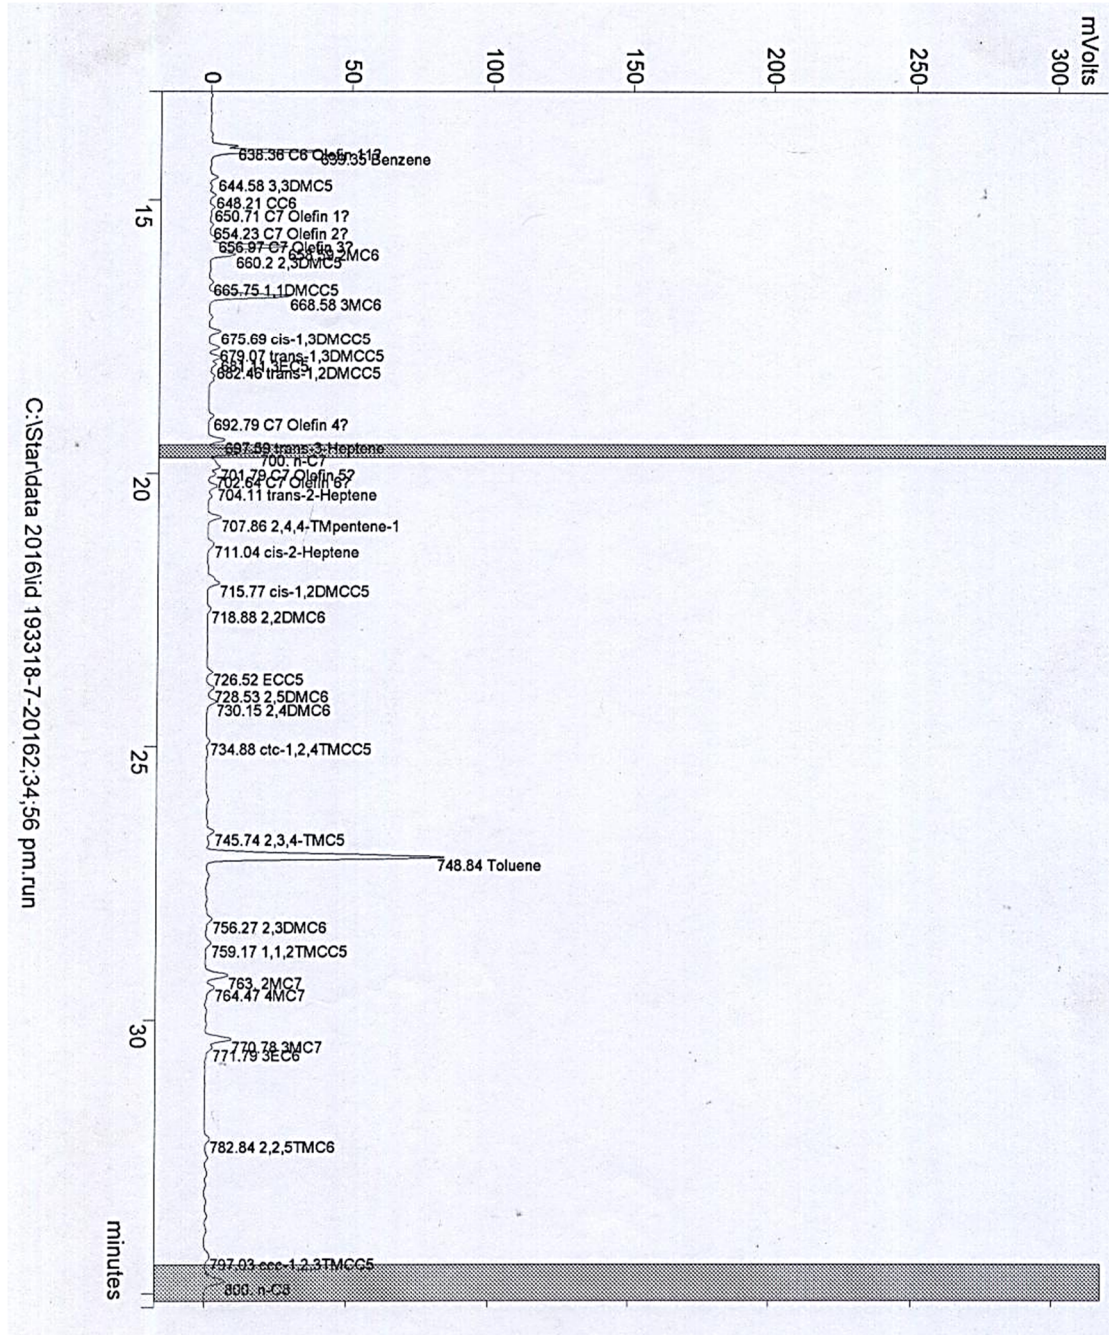 mVolts
0
50
100
150
200
250
300
638.36 C6 Olefin 11?
639.35 Benzene
644.58 3,3DMC5
648.21 CC6
650.71 C7 Olefin 1?
654.23 C7 Olefin 2?
656.97 C7 Olefin 3?
658.59 2MC6
660.2 2,3DMC5
665.75 1,1DMCC5
668.58 3MC6
675.69 cis-1,3DMCC5
679.07 trans-1,3DMCC5
681.11 3EC5
682.46 trans-1,2DMCC5
692.79 C7 Olefin 4?
697.59 trans-3-Heptene
700. n-C7
701.79 C7 Olefin 5?
702.64 C7 Olefin 6?
704.11 trans-2-Heptene
707.86 2,4,4-TMpentene-1
711.04 cis-2-Heptene
715.77 cis-1,2DMCC5
718.88 2,2DMC6
726.52 ECC5
728.53 2,5DMC6
730.15 2,4DMC6
734.88 ctc-1,2,4TMCC5
745.74 2,3,4-TMC5
748.84 Toluene
756.27 2,3DMC6
759.17 1,1,2TMCC5
763. 2MC7
764.47 4MC7
770.78 3MC7
771.79 3EC6
782.84 2,2,5TMC6
797.03 ccc-1,2,3TMCC5
800. n-C8
15
20
25
30
minutes
C:\Star\data 2016\id 193318-7-20162;34;56 pm.run